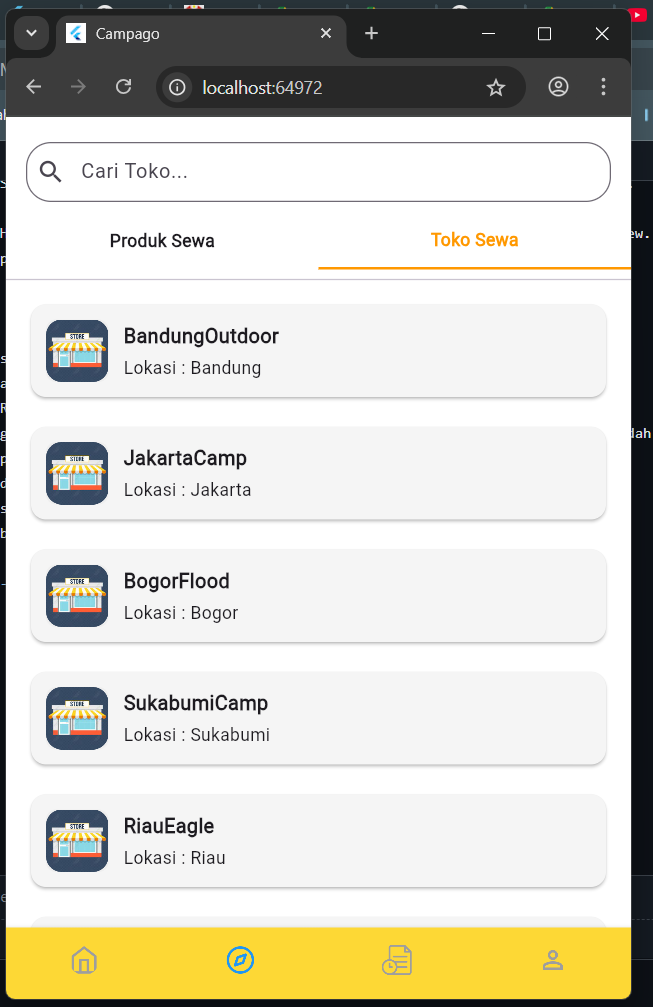 Campago
localhost:64972
Cari Toko...
Produk Sewa
Toko Sewa
STORE
BandungOutdoor
Lokasi : Bandung
STORE
JakartaCamp
Lokasi : Jakarta
STORE
BogorFlood
Lokasi : Bogor
STORE
SukabumiCamp
Lokasi : Sukabumi
STORE
RiauEagle
Lokasi : Riau